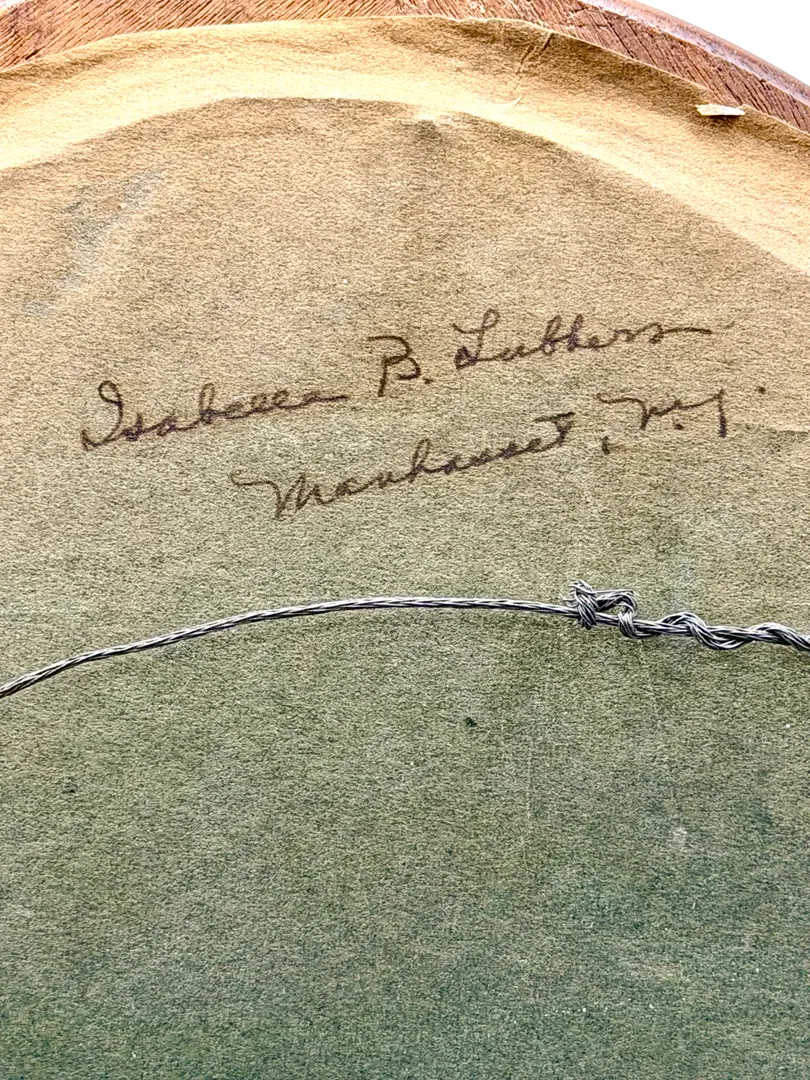 Isabella B. Lubbers
Manhasset, N.Y.